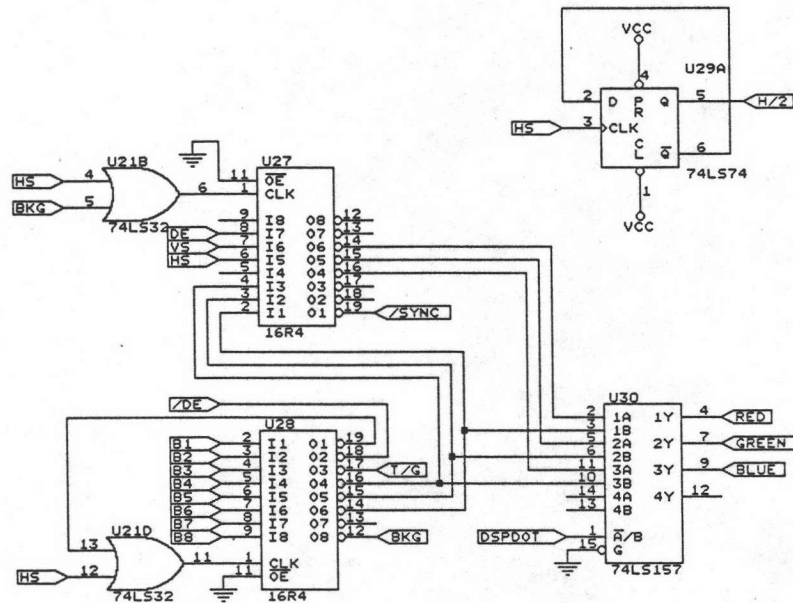 VCC
U29A
4
2 D P R Q 5 H/2
HS 3 CLK
C L Q 6
74LS74
1
VCC
U21B
HS 4
6
BKG 5
74LS32
U27
11 OE
1 CLK
9 I8 O8 12
DE 8 I7 O7 13
VS 7 I6 O6 14
HS 6 I5 O5 15
5 I4 O4 16
4 I3 O3 17
3 I2 O2 18
2 I1 O1 19 /SYNC
16R4
/DE
U28
B1 2 I1 O1 19
B2 3 I2 O2 18
B3 4 I3 O3 17 T/G
B4 5 I4 O4 16
B5 6 I5 O5 15
B6 7 I6 O6 14
B7 8 I7 O7 13
B8 9 I8 O8 12 BKG
1 CLK
11 OE
16R4
U21D
13
11
HS 12
74LS32
U30
2 1A 1Y 4 RED
3 1B
5 2A 2Y 7 GREEN
6 2B
11 3A 3Y 9 BLUE
10 3B
14 4A 4Y 12
13 4B
DSPDOT 1 A/B
15 G
74LS157